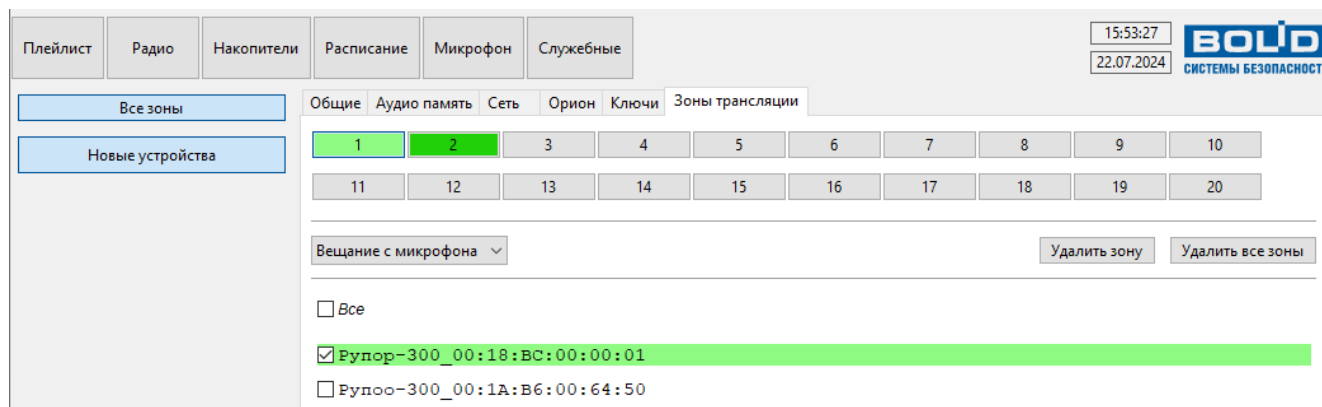 Плейлист Радио Накопители Расписание Микрофон Служебные
15:53:27
22.07.2024
BOLID
СИСТЕМЫ БЕЗОПАСНОСТ
Все зоны
Новые устройства
Общие Аудио память Сеть Орион Ключи Зоны трансляции
1 2 3 4 5 6 7 8 9 10
11 12 13 14 15 16 17 18 19 20
Вещание с микрофона Удалить зону Удалить все зоны
Все
Рупор-300_00:18:BC:00:00:01
Рупоо-300_00:1A:B6:00:64:50